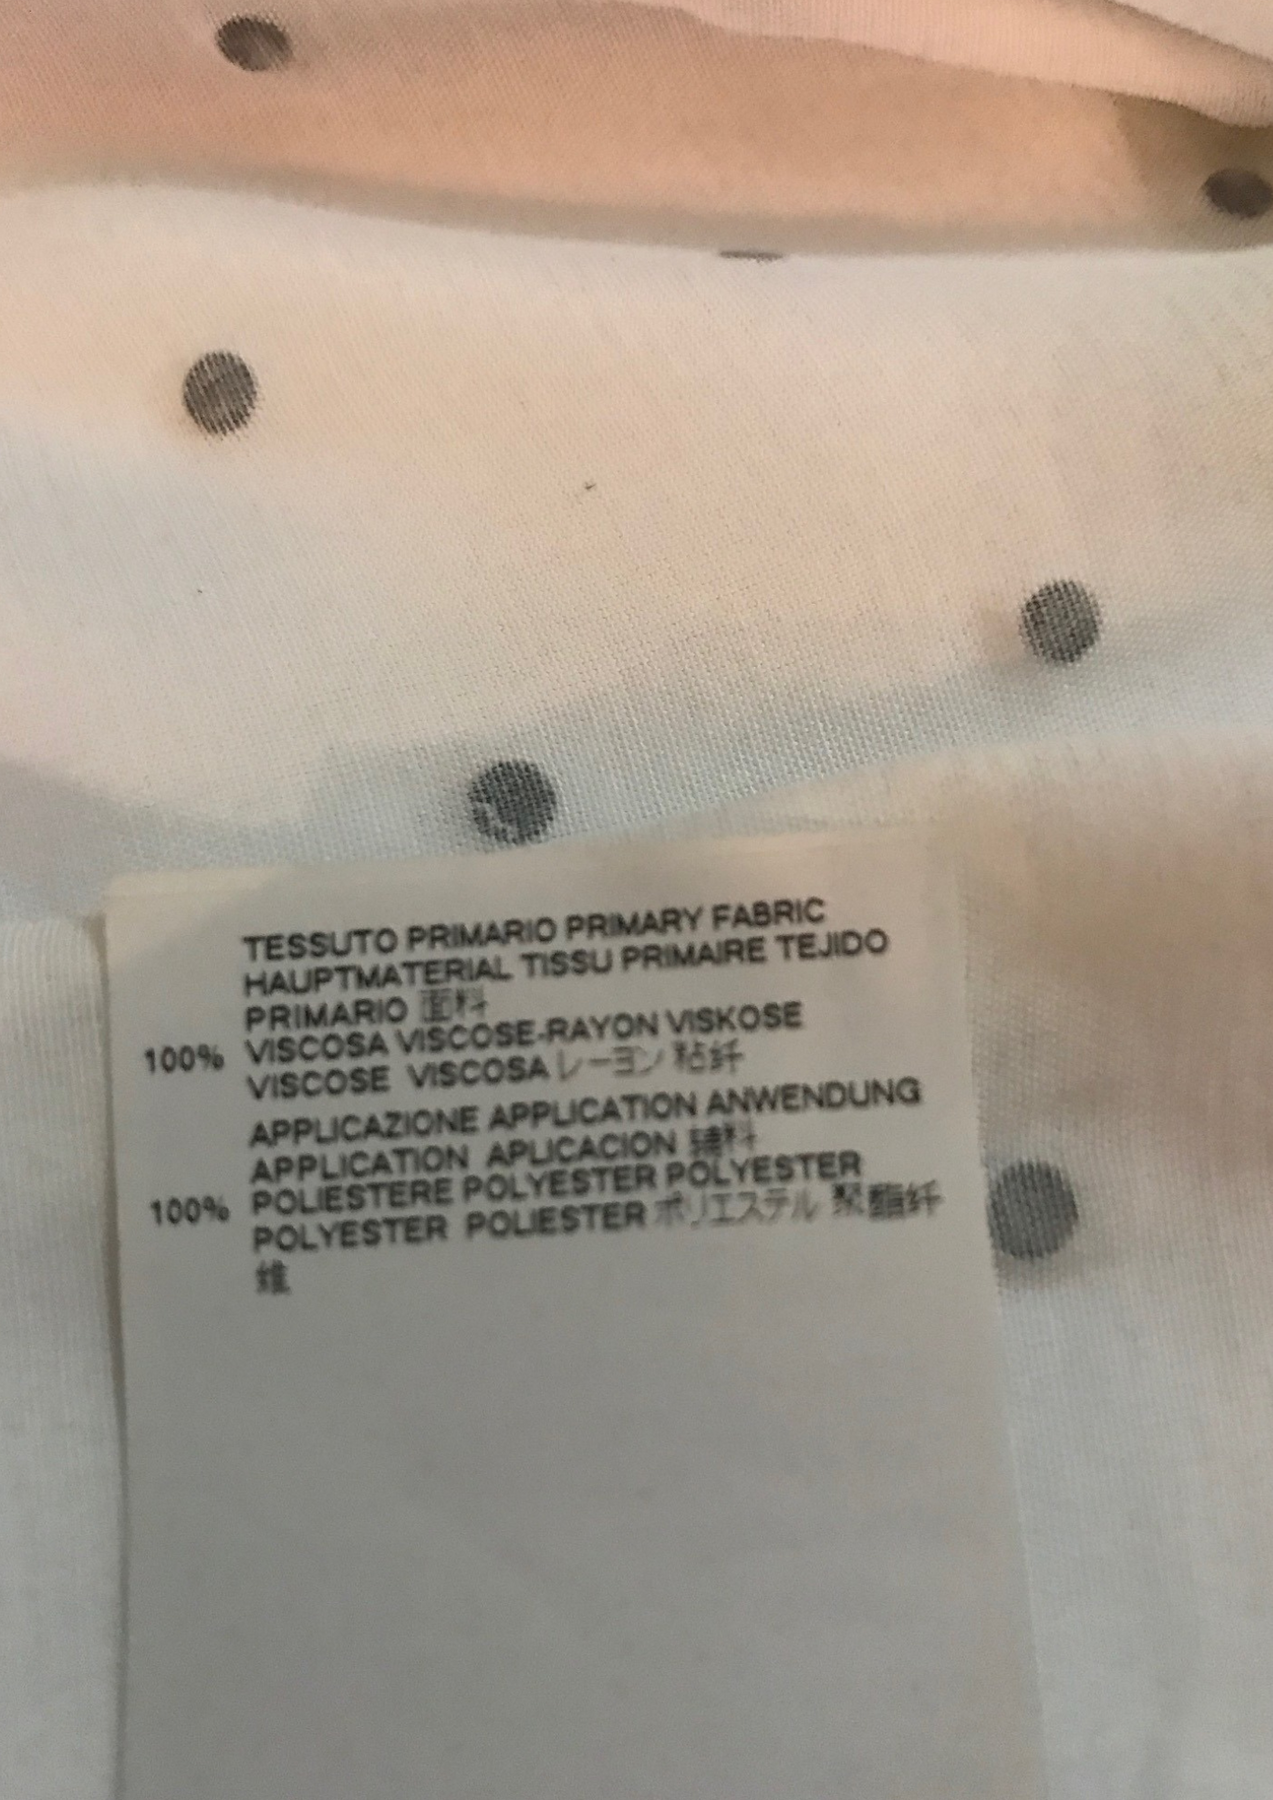 TESSUTO PRIMARIO PRIMARY FABRIC
HAUPTMATERIAL TISSU PRIMAIRE TEJIDO
PRIMARIO 面料
100% VISCOSA VISCOSE-RAYON VISKOSE
VISCOSE VISCOSA レーヨン 粘纤
APPLICAZIONE APPLICATION ANWENDUNG
APPLICATION APLICACION 辅料
100% POLIESTERE POLYESTER POLYESTER
POLYESTER POLIESTER ポリエステル 聚酯纤
维